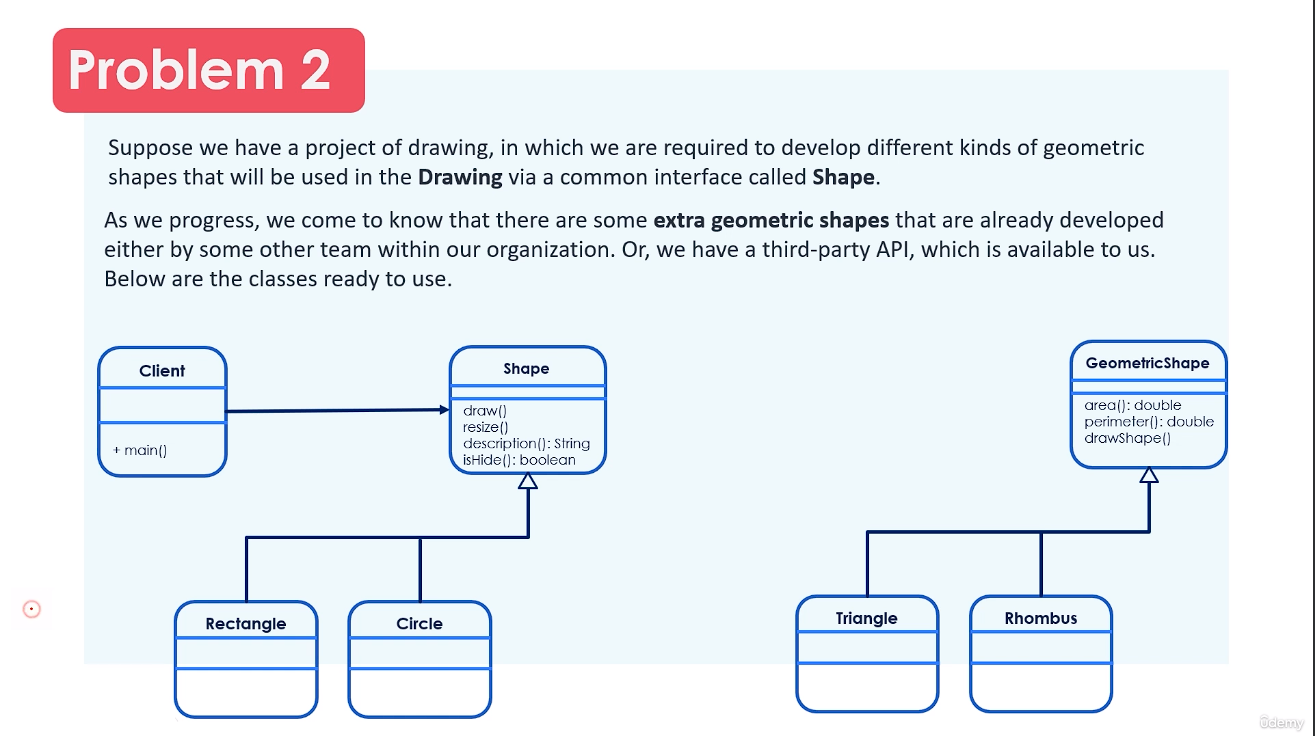 Problem 2
Suppose we have a project of drawing, in which we are required to develop different kinds of geometric
shapes that will be used in the Drawing via a common interface called Shape.
As we progress, we come to know that there are some extra geometric shapes that are already developed
either by some other team within our organization. Or, we have a third-party API, which is available to us.
Below are the classes ready to use.
Client
+ main()
Shape
draw()
resize()
description(): String
isHide(): boolean
GeometricShape
area(): double
perimeter(): double
drawShape()
Rectangle
Circle
Triangle
Rhombus
ûdemy